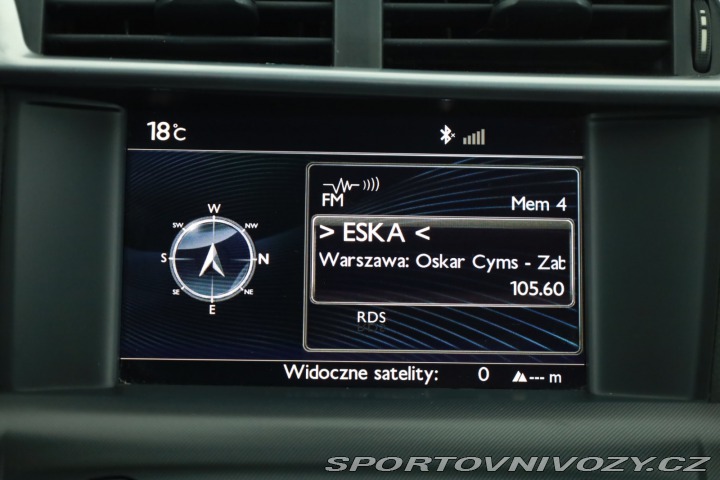 18°C
W
SW NW
S N
SE NE
E
FM
Mem 4
> ESKA <
Warszawa: Oskar Cyms - Zab
105.60
RDS
Widoczne satelity: 0 --- m
SPORTOVNIVOZY.CZ